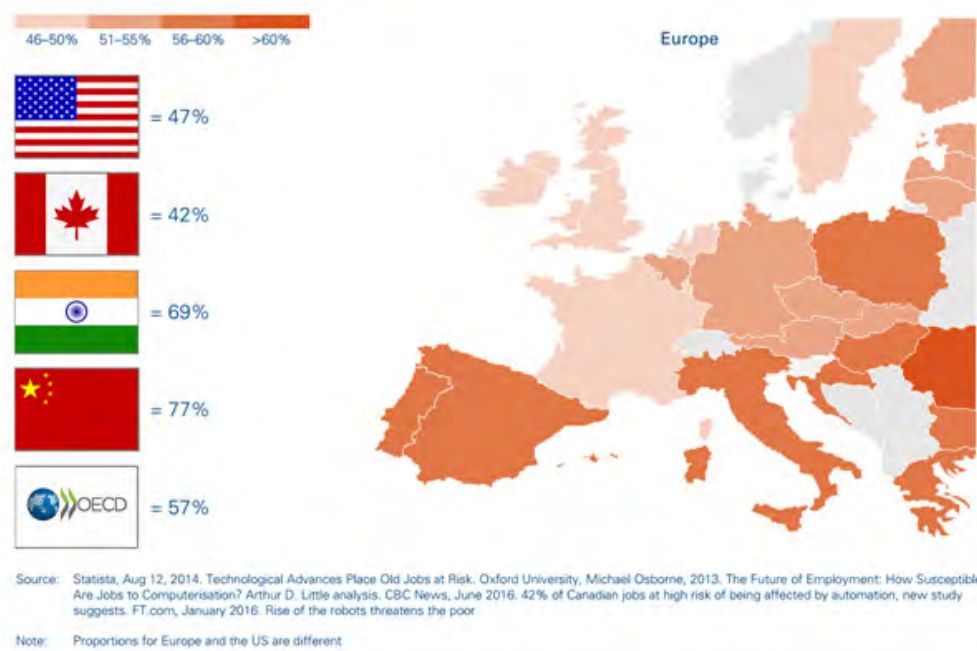 46–50% 51–55% 56–60% >60%
Europe
= 47%
= 42%
= 69%
= 77%
OECD
= 57%
Source: Statista, Aug 12, 2014. Technological Advances Place Old Jobs at Risk. Oxford University, Michael Osborne, 2013. The Future of Employment: How Susceptible
Are Jobs to Computerisation? Arthur D. Little analysis. CBC News, June 2016. 42% of Canadian jobs at high risk of being affected by automation, new study
suggests. FT.com, January 2016. Rise of the robots threatens the poor
Note: Proportions for Europe and the US are different